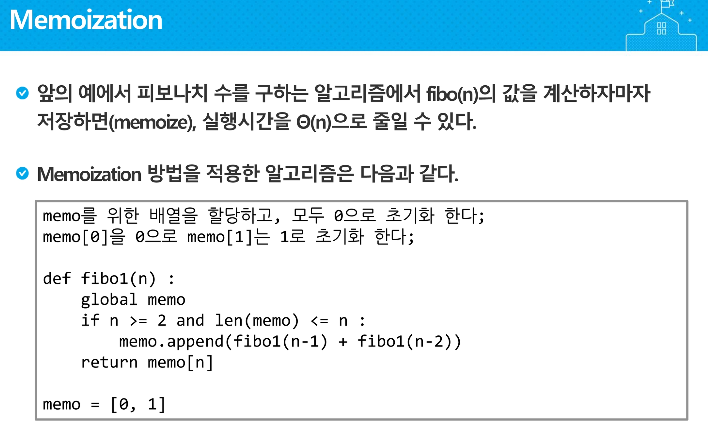 Memoization
앞의 예에서 피보나치 수를 구하는 알고리즘에서 fibo(n)의 값을 계산하자마자
저장하면(memoize), 실행시간을 Θ(n)으로 줄일 수 있다.
Memoization 방법을 적용한 알고리즘은 다음과 같다.
memo를 위한 배열을 할당하고, 모두 0으로 초기화 한다;
memo[0]을 0으로 memo[1]는 1로 초기화 한다;
def fibo1(n) :
    global memo
    if n >= 2 and len(memo) <= n :
        memo.append(fibo1(n-1) + fibo1(n-2))
    return memo[n]
memo = [0, 1]